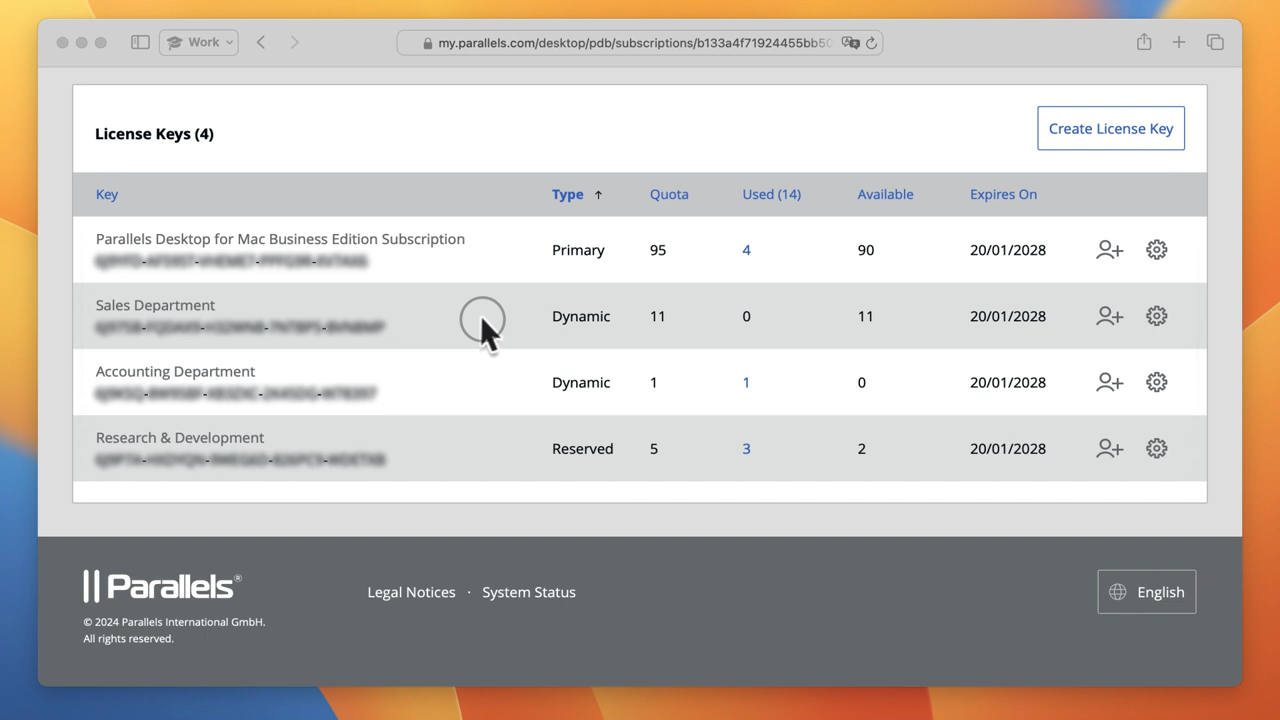 Work
my.parallels.com/desktop/pdb/subscriptions/b133a4f71924455bb50
License Keys (4)
Create License Key
Key Type ↑ Quota Used (14) Available Expires On
Parallels Desktop for Mac Business Edition Subscription
Primary 95 4 90 20/01/2028
Sales Department
Dynamic 11 0 11 20/01/2028
Accounting Department
Dynamic 1 1 0 20/01/2028
Research & Development
Reserved 5 3 2 20/01/2028
Parallels®
Legal Notices · System Status
English
© 2024 Parallels International GmbH.
All rights reserved.